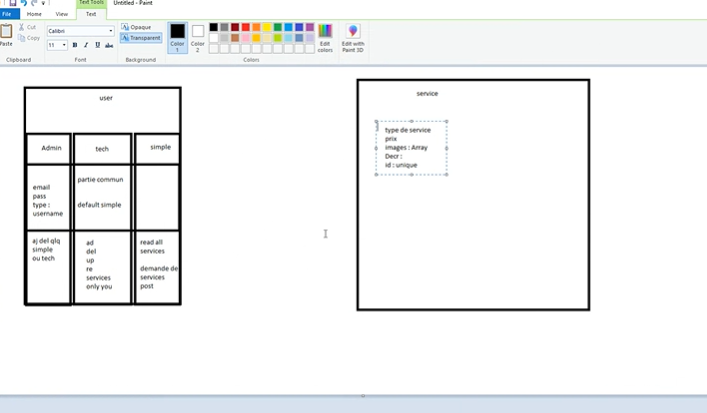 Text Tools
Untitled - Paint
File
Home
View
Text
Paste
Cut
Copy
Clipboard
Calibri
11
B I U abc
Font
Opaque
Transparent
Background
Color 1
Color 2
Edit colors
Edit with Paint 3D
Colors
user
Admin
tech
simple
email
pass
type :
username
partie commun
default simple
aj del qlq
simple
ou tech
ad
del
up
re
services
only you
read all
services
demande de
services
post
service
type de service
prix
images : Array
Decr :
id : unique